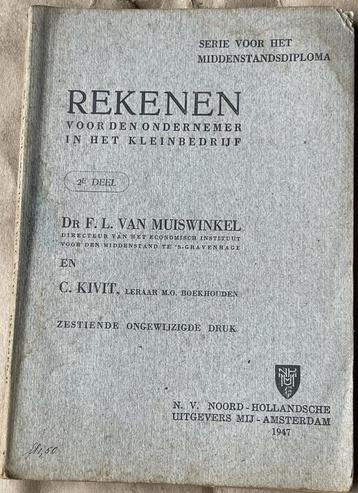 SERIE VOOR HET
MIDDENSTANDSDIPLOMA
REKENEN
VOOR DEN ONDERNEMER
IN HET KLEINBEDRIJF
2E DEEL
DR F. L. VAN MUISWINKEL
DIRECTEUR VAN HET ECONOMISCH INSTITUUT
VOOR DEN MIDDENSTAND TE 'S-GRAVENHAGE
EN
C. KIVIT, LERAAR M.O. BOEKHOUDEN
ZESTIENDE ONGEWIJZIGDE DRUK
N. V. NOORD-HOLLANDSCHE
UITGEVERS MIJ-AMSTERDAM
1947